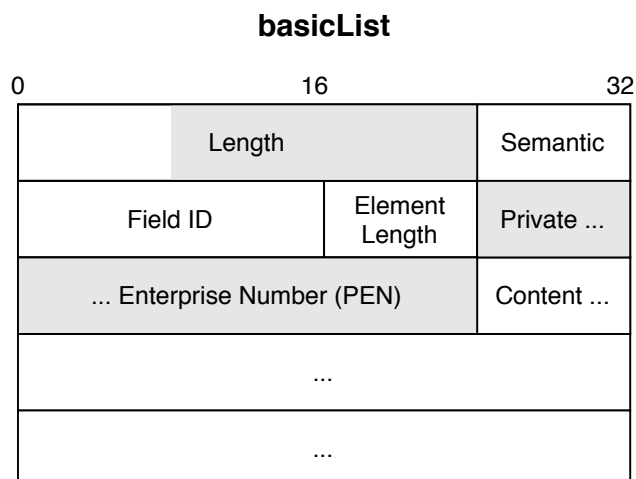 basicList
0 16 32
Length Semantic
Field ID Element Length Private ...
... Enterprise Number (PEN) Content ...
...
...